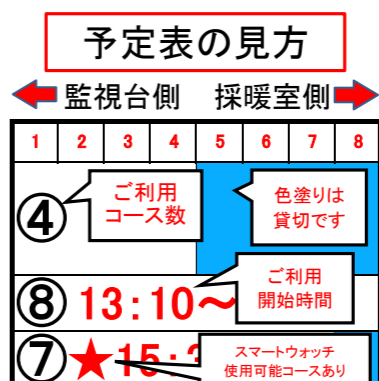 予定表の見方
監視台側 採暖室側
1 2 3 4 5 6 7 8
④
ご利用
コース数
色塗りは
貸切です
⑧ 13:10～
ご利用
開始時間
⑦ ★15:
スマートウォッチ
使用可能コースあり